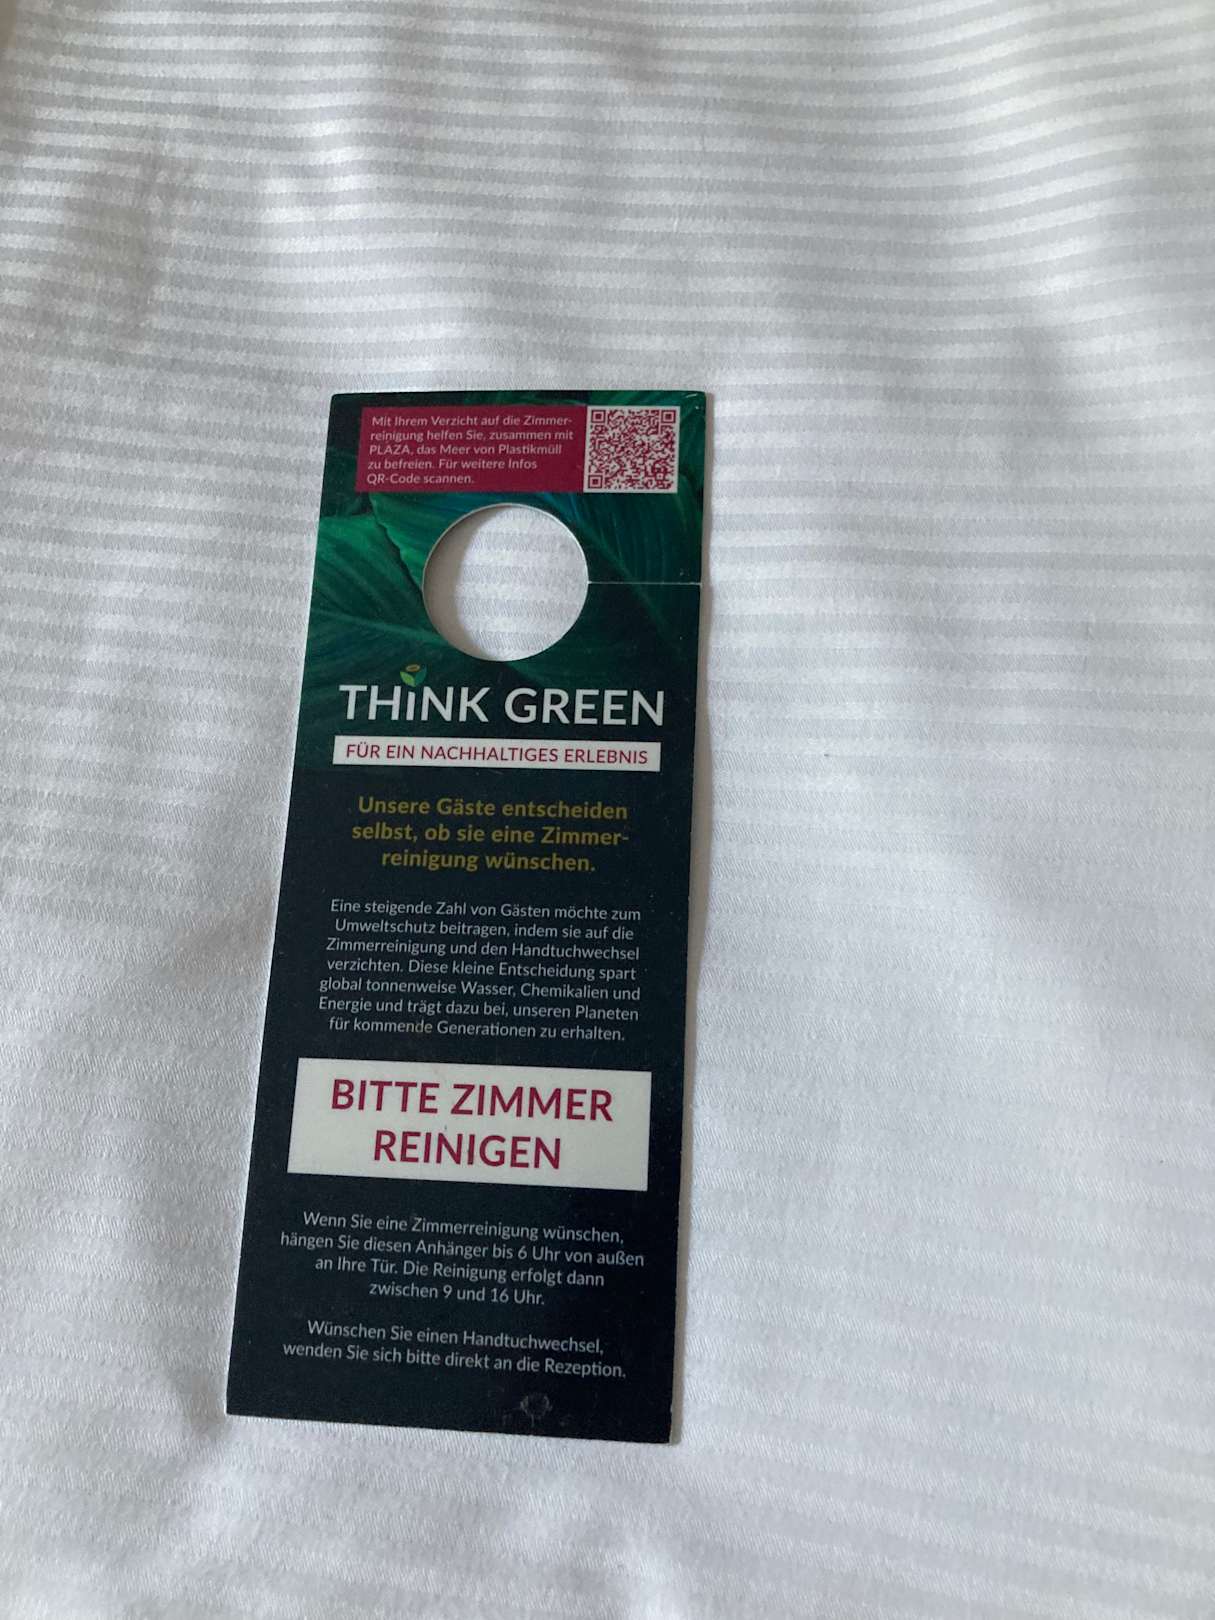 Mit Ihrem Verzicht auf die Zimmer-
reinigung helfen Sie, zusammen mit
PLAZA, das Meer von Plastikmüll
zu befreien. Für weitere Infos
QR-Code scannen.
THiNK GREEN
FÜR EIN NACHHALTIGES ERLEBNIS
Unsere Gäste entscheiden
selbst, ob sie eine Zimmer-
reinigung wünschen.
Eine steigende Zahl von Gästen möchte zum
Umweltschutz beitragen, indem sie auf die
Zimmerreinigung und den Handtuchwechsel
verzichten. Diese kleine Entscheidung spart
global tonnenweise Wasser, Chemikalien und
Energie und trägt dazu bei, unseren Planeten
für kommende Generationen zu erhalten.
BITTE ZIMMER
REINIGEN
Wenn Sie eine Zimmerreinigung wünschen,
hängen Sie diesen Anhänger bis 6 Uhr von außen
an Ihre Tür. Die Reinigung erfolgt dann
zwischen 9 und 16 Uhr.
Wünschen Sie einen Handtuchwechsel,
wenden Sie sich bitte direkt an die Rezeption.